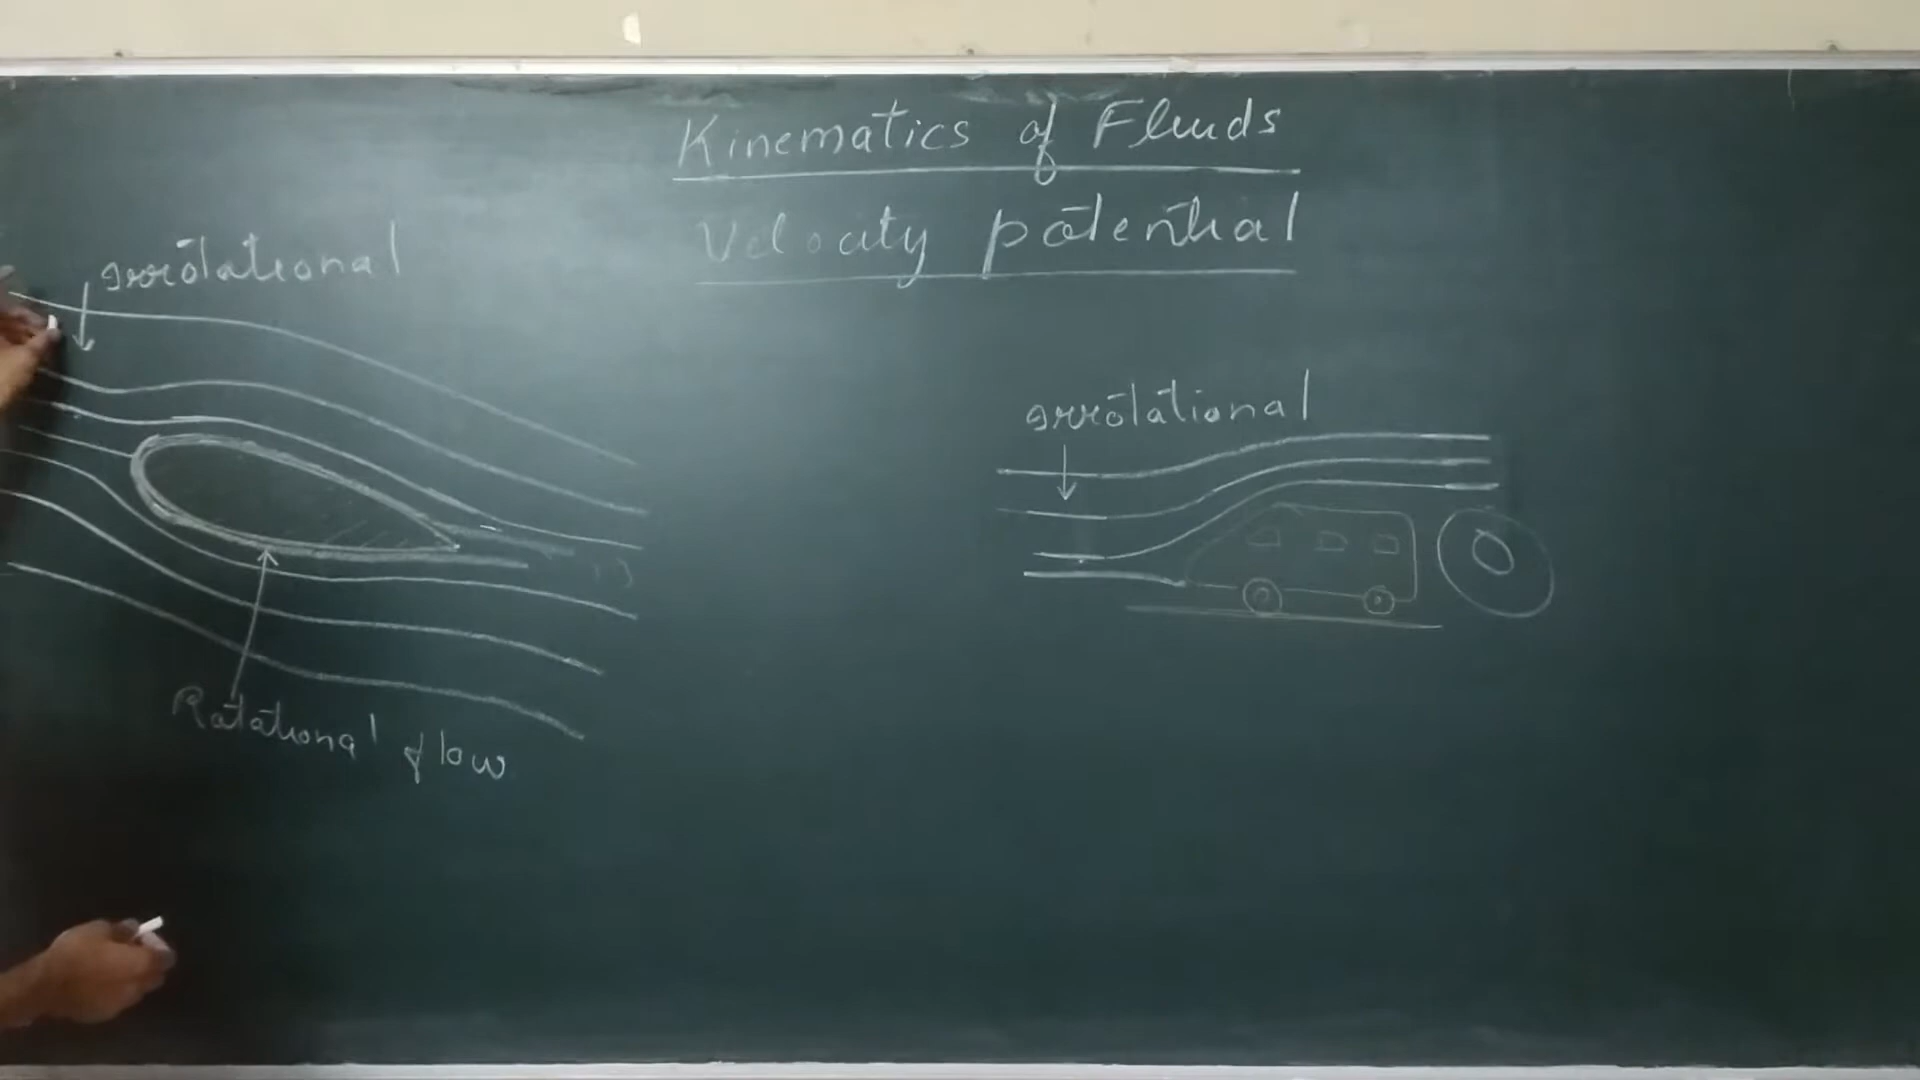 Kinematics of Fluids
Velocity potential
Irrotational
Irrotational
Rotational flow